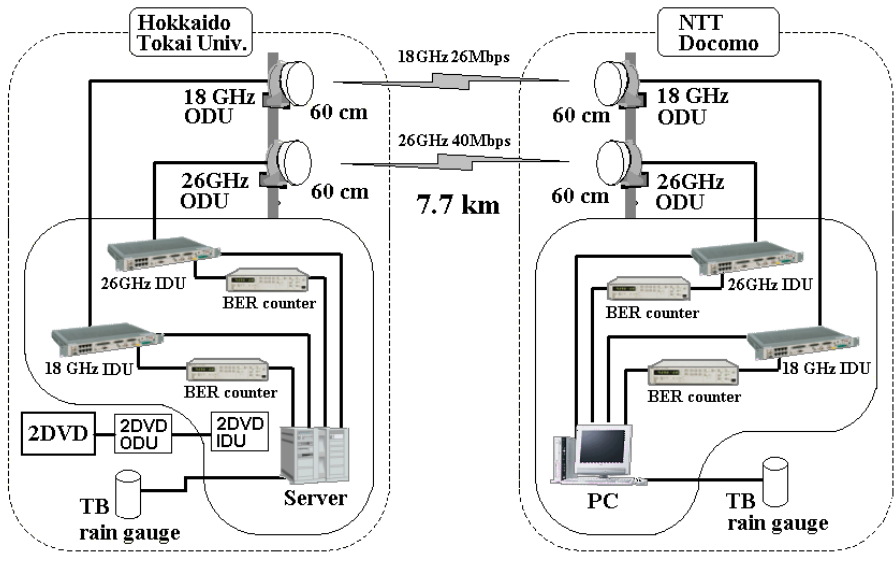 Hokkaido
Tokai Univ.
NTT
Docomo
18GHz 26Mbps
18 GHz
ODU
60 cm
60 cm
18 GHz
ODU
26GHz 40Mbps
26GHz
ODU
60 cm
7.7 km
60 cm
26GHz
ODU
26GHz IDU
BER counter
18 GHz IDU
BER counter
2DVD
2DVD
ODU
2DVD
IDU
Server
TB
rain gauge
26GHz IDU
BER counter
18 GHz IDU
BER counter
PC
TB
rain gauge